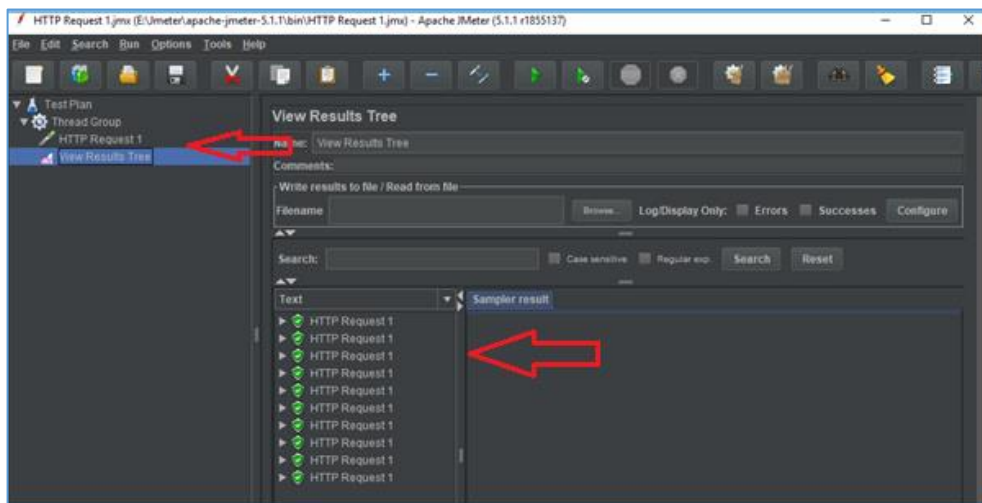 HTTP Request 1.jmx (E:\Jmeter\apache-jmeter-5.1.1\bin\HTTP Request 1.jmx) - Apache JMeter (5.1.1 r1855137)
File Edit Search Run Options Tools Help
Test Plan
Thread Group
HTTP Request 1
View Results Tree
View Results Tree
Name: View Results Tree
Comments:
Write results to file / Read from file
Filename Browse... Log/Display Only: Errors Successes Configure
Search: Case sensitive Regular exp. Search Reset
Text
Sampler result
HTTP Request 1
HTTP Request 1
HTTP Request 1
HTTP Request 1
HTTP Request 1
HTTP Request 1
HTTP Request 1
HTTP Request 1
HTTP Request 1
HTTP Request 1